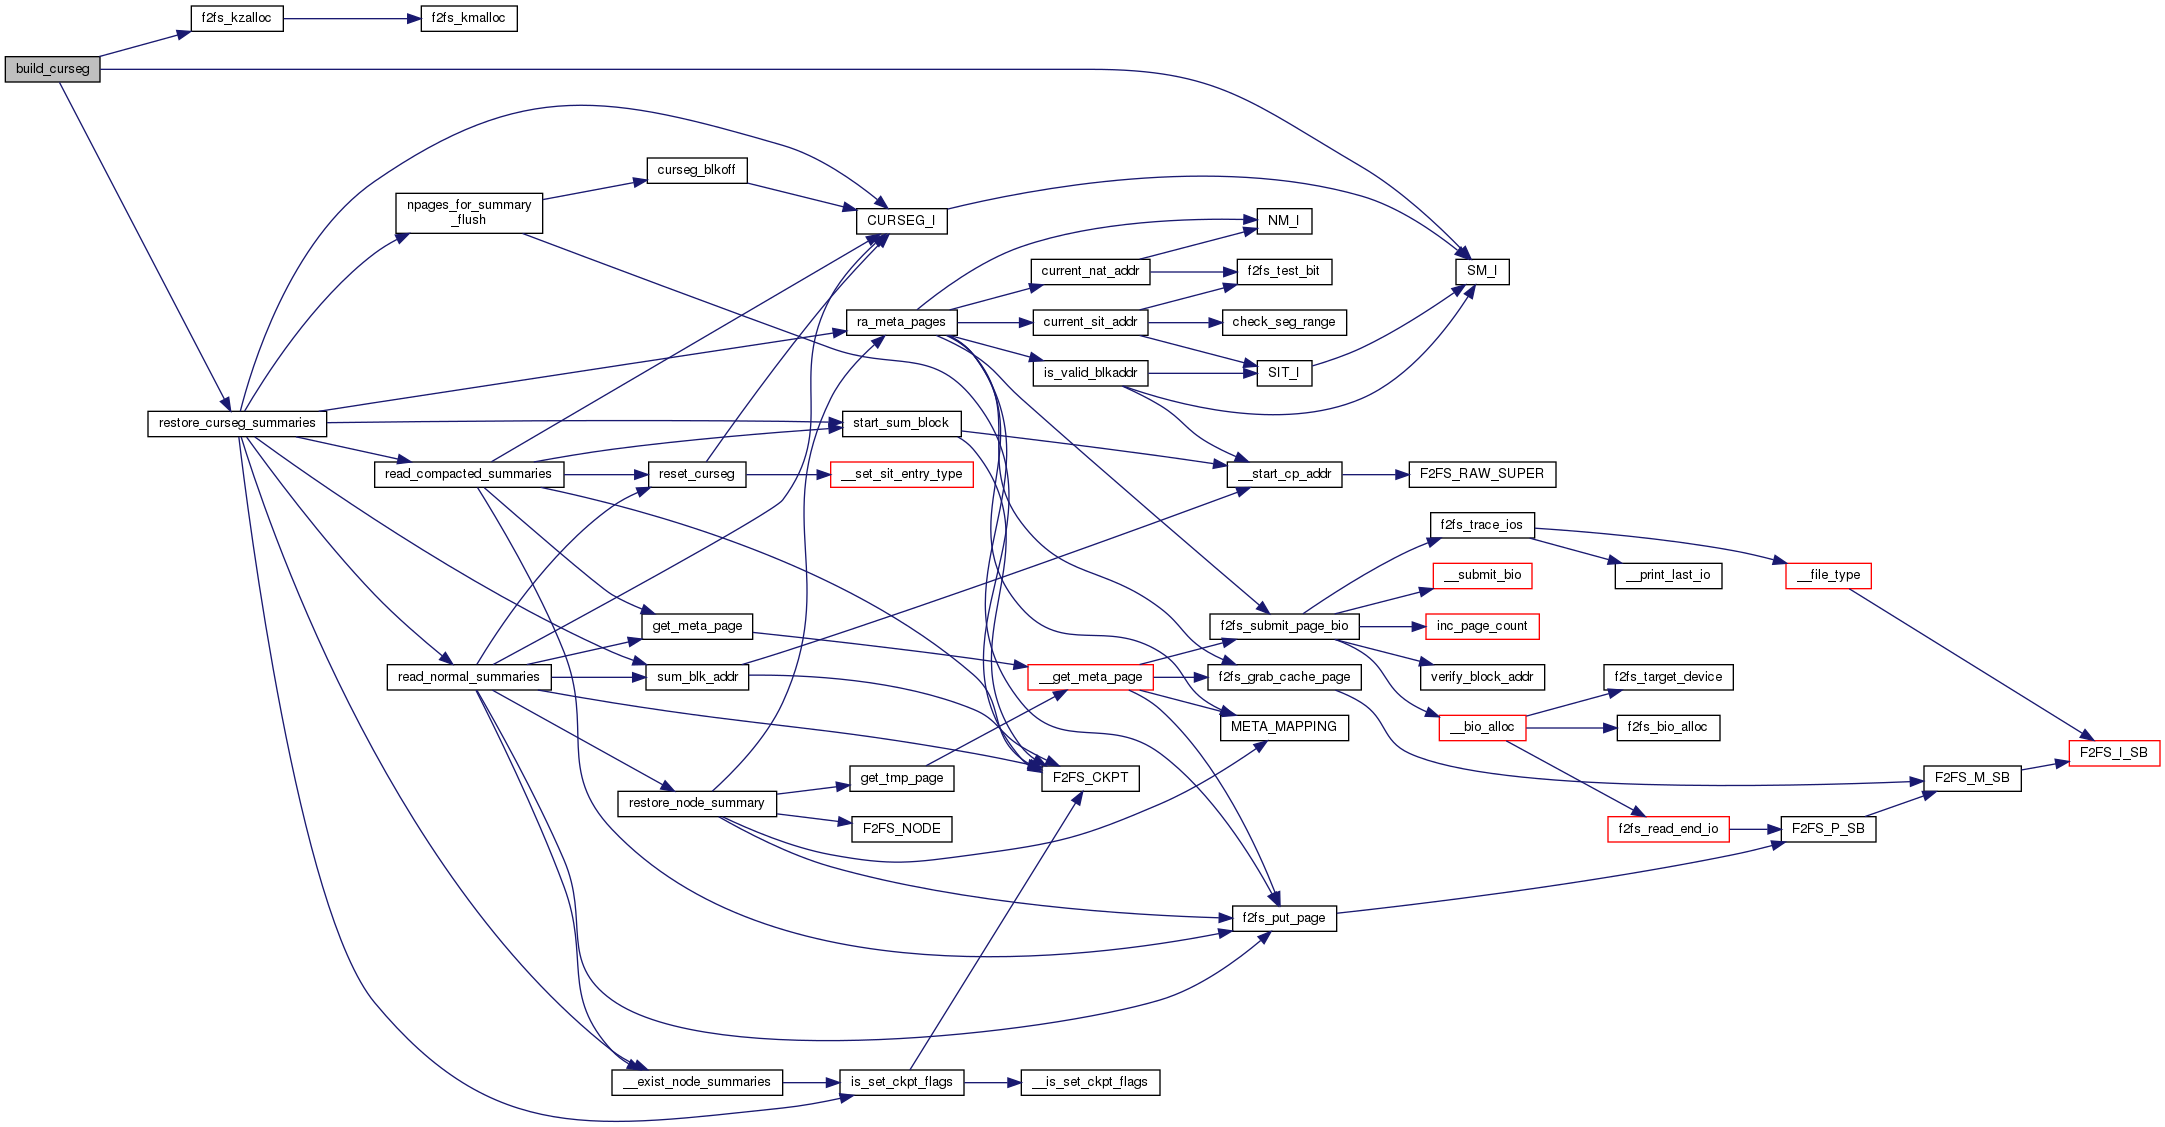 f2fs_kzalloc
f2fs_kmalloc
build_curseg
curseg_blkoff
npages_for_summary
_flush
CURSEG_I
NM_I
current_nat_addr
f2fs_test_bit
SM_I
ra_meta_pages
current_sit_addr
check_seg_range
is_valid_blkaddr
SIT_I
restore_curseg_summaries
start_sum_block
read_compacted_summaries
reset_curseg
__set_sit_entry_type
__start_cp_addr
F2FS_RAW_SUPER
f2fs_trace_ios
__submit_bio
__print_last_io
__file_type
get_meta_page
f2fs_submit_page_bio
inc_page_count
read_normal_summaries
sum_blk_addr
__get_meta_page
f2fs_grab_cache_page
verify_block_addr
f2fs_target_device
META_MAPPING
__bio_alloc
f2fs_bio_alloc
F2FS_I_SB
get_tmp_page
F2FS_CKPT
F2FS_M_SB
restore_node_summary
F2FS_NODE
f2fs_read_end_io
F2FS_P_SB
f2fs_put_page
__exist_node_summaries
is_set_ckpt_flags
__is_set_ckpt_flags